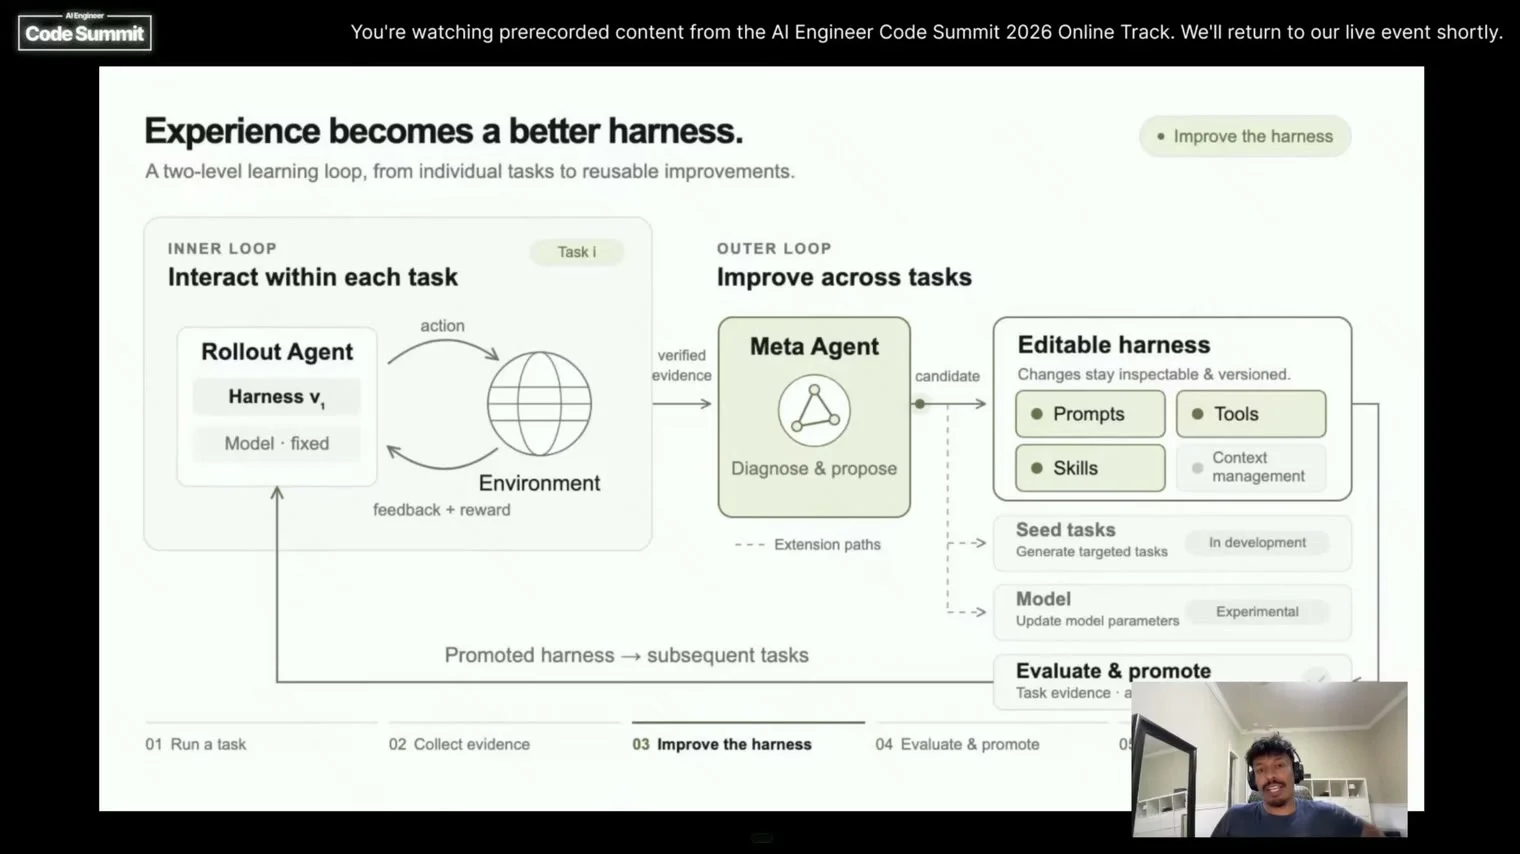 AI Engineer
Code Summit
You're watching prerecorded content from the AI Engineer Code Summit 2026 Online Track. We'll return to our live event shortly.
Experience becomes a better harness.
A two-level learning loop, from individual tasks to reusable improvements.
• Improve the harness
INNER LOOP
Interact within each task
Task i
Rollout Agent
Harness v1
Model · fixed
action
Environment
feedback + reward
verified
evidence
OUTER LOOP
Improve across tasks
Meta Agent
Diagnose & propose
Extension paths
candidate
Editable harness
Changes stay inspectable & versioned.
Prompts
Tools
Skills
Context
management
Seed tasks
Generate targeted tasks
In development
Model
Update model parameters
Experimental
Evaluate & promote
Task evidence ·
Promoted harness → subsequent tasks
01 Run a task
02 Collect evidence
03 Improve the harness
04 Evaluate & promote